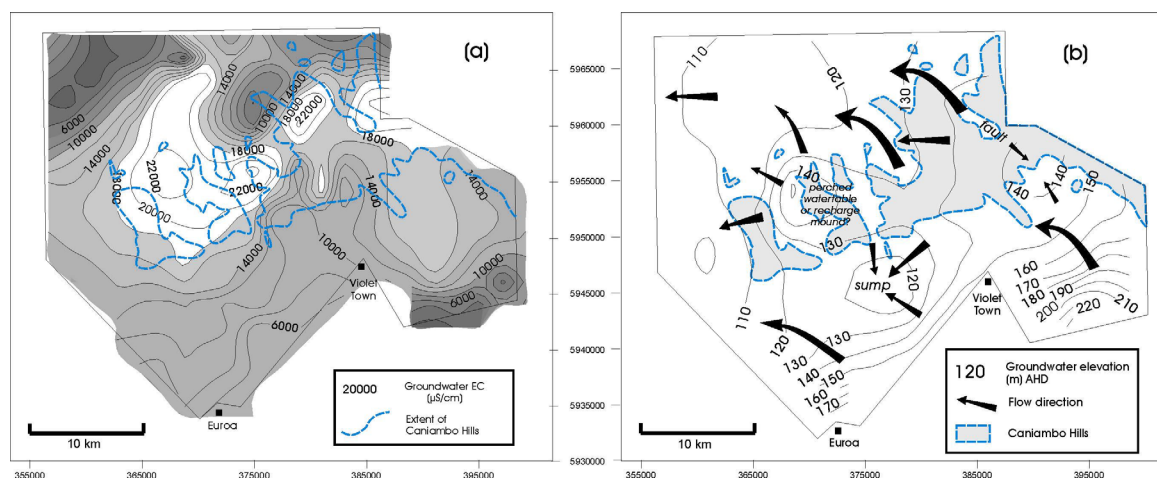 (a)
14000
14000
6000
10000
14000
10000
18000
22000
18000
18000
22000
18000
22000
20000
14000
14000
14000
10000
10000
6000
6000
Violet
Town
Euroa
20000 Groundwater EC
(µS/cm)
Extent of
Caniambo Hills
10 km
355000 365000 375000 385000 395000
5965000
5960000
5955000
5950000
5945000
5940000
5935000
5930000
(b)
110
120
130
fault
140
140
140
150
perched
watertable
or recharge
mound?
130
sump
120
110
120
130
130
140
150
160
170
160
170
180
190
200
220
210
Violet
Town
Euroa
120 Groundwater elevation
(m) AHD
Flow direction
Caniambo Hills
10 km
355000 365000 375000 385000 395000